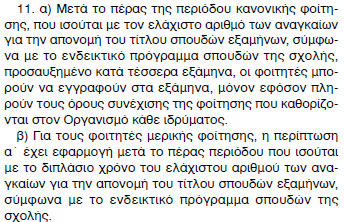 11. α) Μετά το πέρας της περιόδου κανονικής φοίτη-
σης, που ισούται με τον ελάχιστο αριθμό των αναγκαίων
για την απονομή του τίτλου σπουδών εξαμήνων, σύμφω-
να με το ενδεικτικό πρόγραμμα σπουδών της σχολής,
προσαυξημένο κατά τέσσερα εξάμηνα, οι φοιτητές μπο-
ρούν να εγγραφούν στα εξάμηνα, μόνον εφόσον πλη-
ρούν τους όρους συνέχισης της φοίτησης που καθορίζο-
νται στον Οργανισμό κάθε ιδρύματος.
β) Για τους φοιτητές μερικής φοίτησης, η περίπτωση
α΄ έχει εφαρμογή μετά το πέρας περιόδου που ισούται
με το διπλάσιο χρόνο του ελάχιστου αριθμού των ανα-
γκαίων για την απονομή του τίτλου σπουδών εξαμήνων,
σύμφωνα με το ενδεικτικό πρόγραμμα σπουδών της
σχολής.